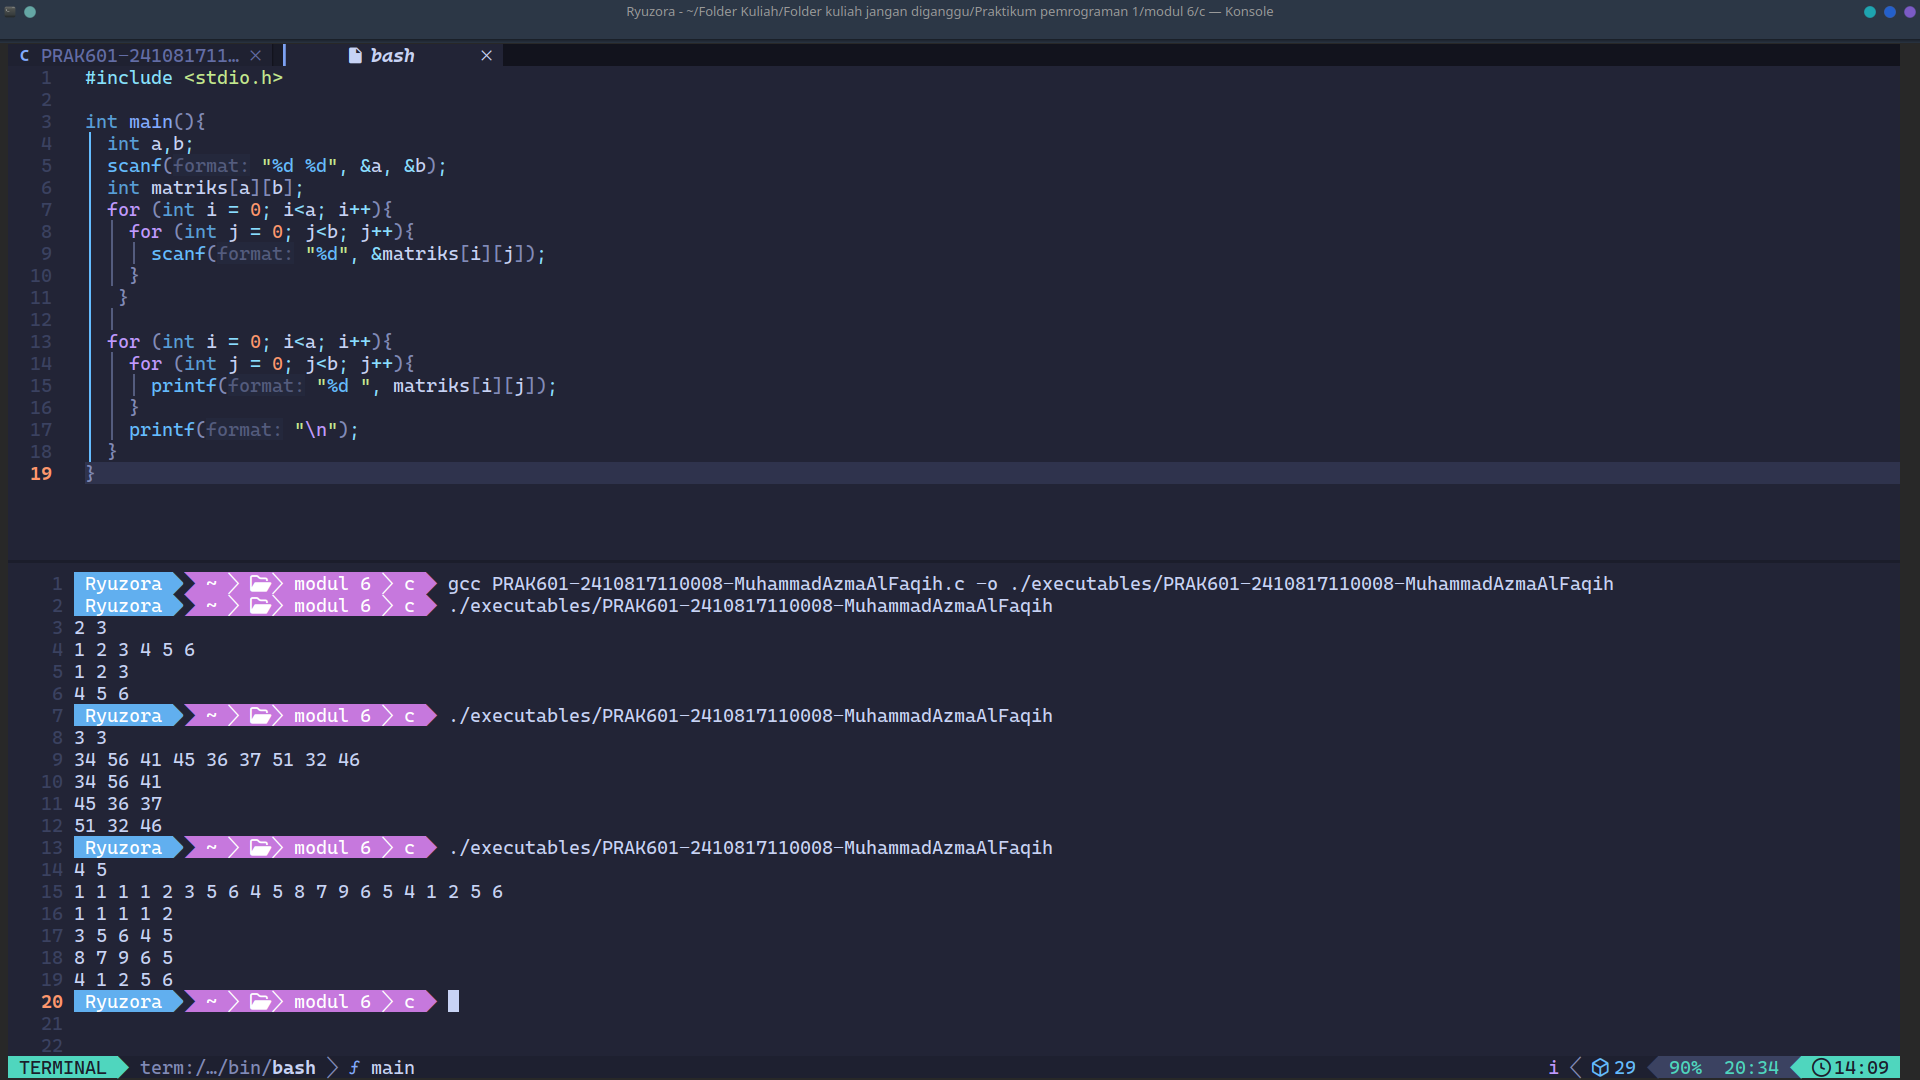 Ryuzora - ~/Folder Kuliah/Folder kuliah jangan diganggu/Praktikum pemrograman 1/modul 6/c — Konsole
C PRAK601-241081711… × bash ×
1 #include <stdio.h>
2
3 int main(){
4 int a,b;
5 scanf(format: "%d %d", &a, &b);
6 int matriks[a][b];
7 for (int i = 0; i<a; i++){
8 for (int j = 0; j<b; j++){
9 scanf(format: "%d", &matriks[i][j]);
10 }
11 }
12
13 for (int i = 0; i<a; i++){
14 for (int j = 0; j<b; j++){
15 printf(format: "%d ", matriks[i][j]);
16 }
17 printf(format: "\n");
18 }
19 }
1 Ryuzora ~ modul 6 c gcc PRAK601-2410817110008-MuhammadAzmaAlFaqih.c -o ./executables/PRAK601-2410817110008-MuhammadAzmaAlFaqih
2 Ryuzora ~ modul 6 c ./executables/PRAK601-2410817110008-MuhammadAzmaAlFaqih
3 2 3
4 1 2 3 4 5 6
5 1 2 3
6 4 5 6
7 Ryuzora ~ modul 6 c ./executables/PRAK601-2410817110008-MuhammadAzmaAlFaqih
8 3 3
9 34 56 41 45 36 37 51 32 46
10 34 56 41
11 45 36 37
12 51 32 46
13 Ryuzora ~ modul 6 c ./executables/PRAK601-2410817110008-MuhammadAzmaAlFaqih
14 4 5
15 1 1 1 1 2 3 5 6 4 5 8 7 9 6 5 4 1 2 5 6
16 1 1 1 1 2
17 3 5 6 4 5
18 8 7 9 6 5
19 4 1 2 5 6
20 Ryuzora ~ modul 6 c
21
22
TERMINAL term:/…/bin/bash f main i 29 90% 20:34 14:09